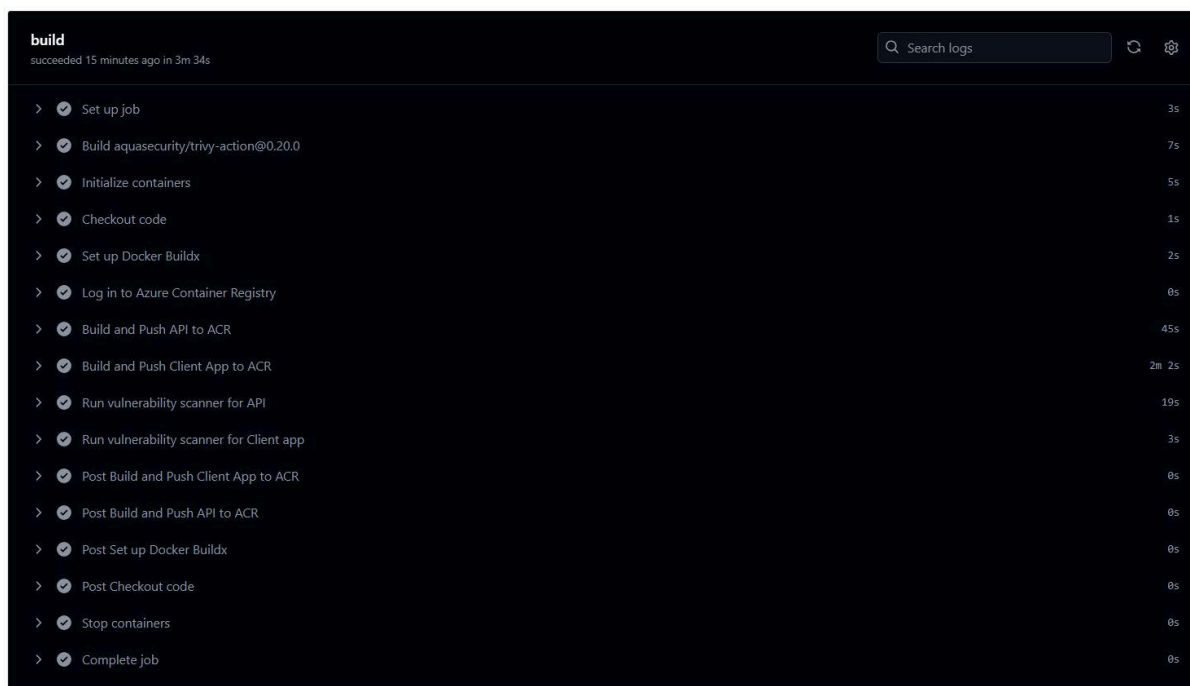 build
succeeded 15 minutes ago in 3m 34s
Search logs
Set up job 3s
Build aquasecurity/trivy-action@0.20.0 7s
Initialize containers 5s
Checkout code 1s
Set up Docker Buildx 2s
Log in to Azure Container Registry 0s
Build and Push API to ACR 45s
Build and Push Client App to ACR 2m 2s
Run vulnerability scanner for API 19s
Run vulnerability scanner for Client app 3s
Post Build and Push Client App to ACR 0s
Post Build and Push API to ACR 0s
Post Set up Docker Buildx 0s
Post Checkout code 0s
Stop containers 0s
Complete job 0s